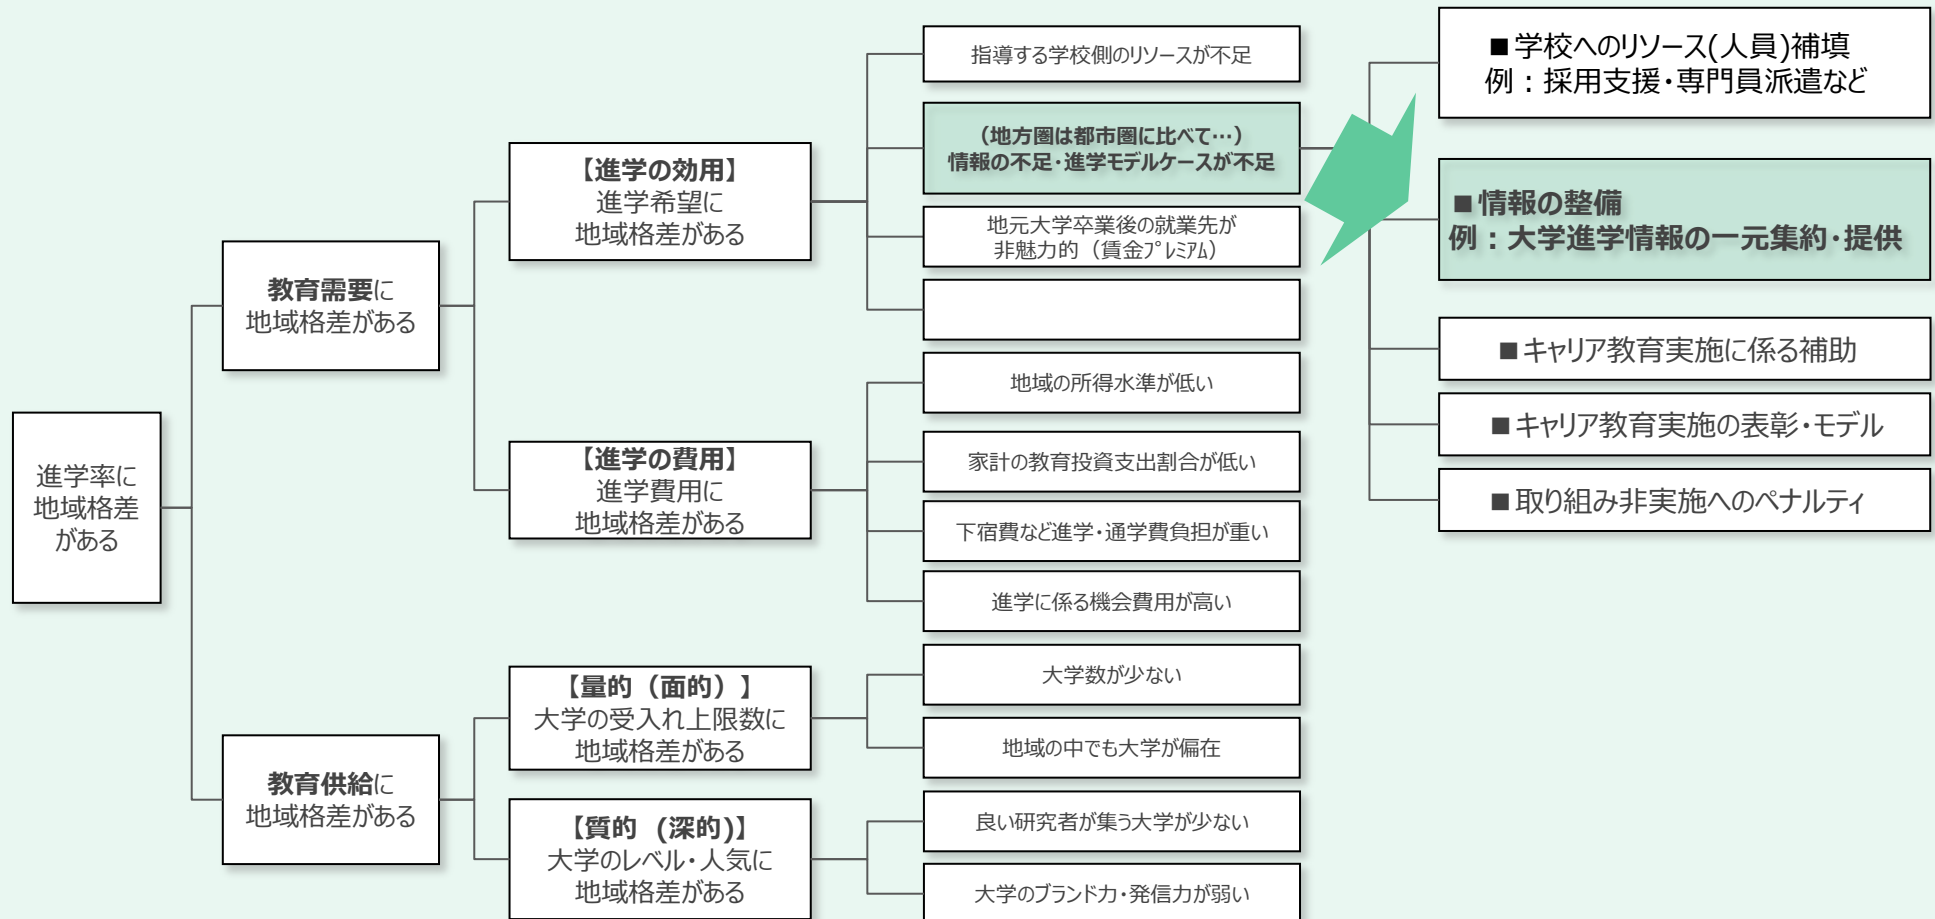 進学率に
地域格差
がある
教育需要に
地域格差がある
【進学の効用】
進学希望に
地域格差がある
指導する学校側のリソースが不足
（地方圏は都市圏に比べて…）
情報の不足･進学モデルケースが不足
地元大学卒業後の就業先が
非魅力的（賃金ﾌﾟﾚﾐｱﾑ）
■学校へのリソース(人員)補填
例：採用支援・専門員派遣など
■情報の整備
例：大学進学情報の一元集約･提供
■キャリア教育実施に係る補助
■キャリア教育実施の表彰・モデル
■取り組み非実施へのペナルティ
【進学の費用】
進学費用に
地域格差がある
地域の所得水準が低い
家計の教育投資支出割合が低い
下宿費など進学・通学費負担が重い
進学に係る機会費用が高い
教育供給に
地域格差がある
【量的（面的）】
大学の受入れ上限数に
地域格差がある
大学数が少ない
地域の中でも大学が偏在
【質的 (深的)】
大学のレベル・人気に
地域格差がある
良い研究者が集う大学が少ない
大学のブランド力・発信力が弱い